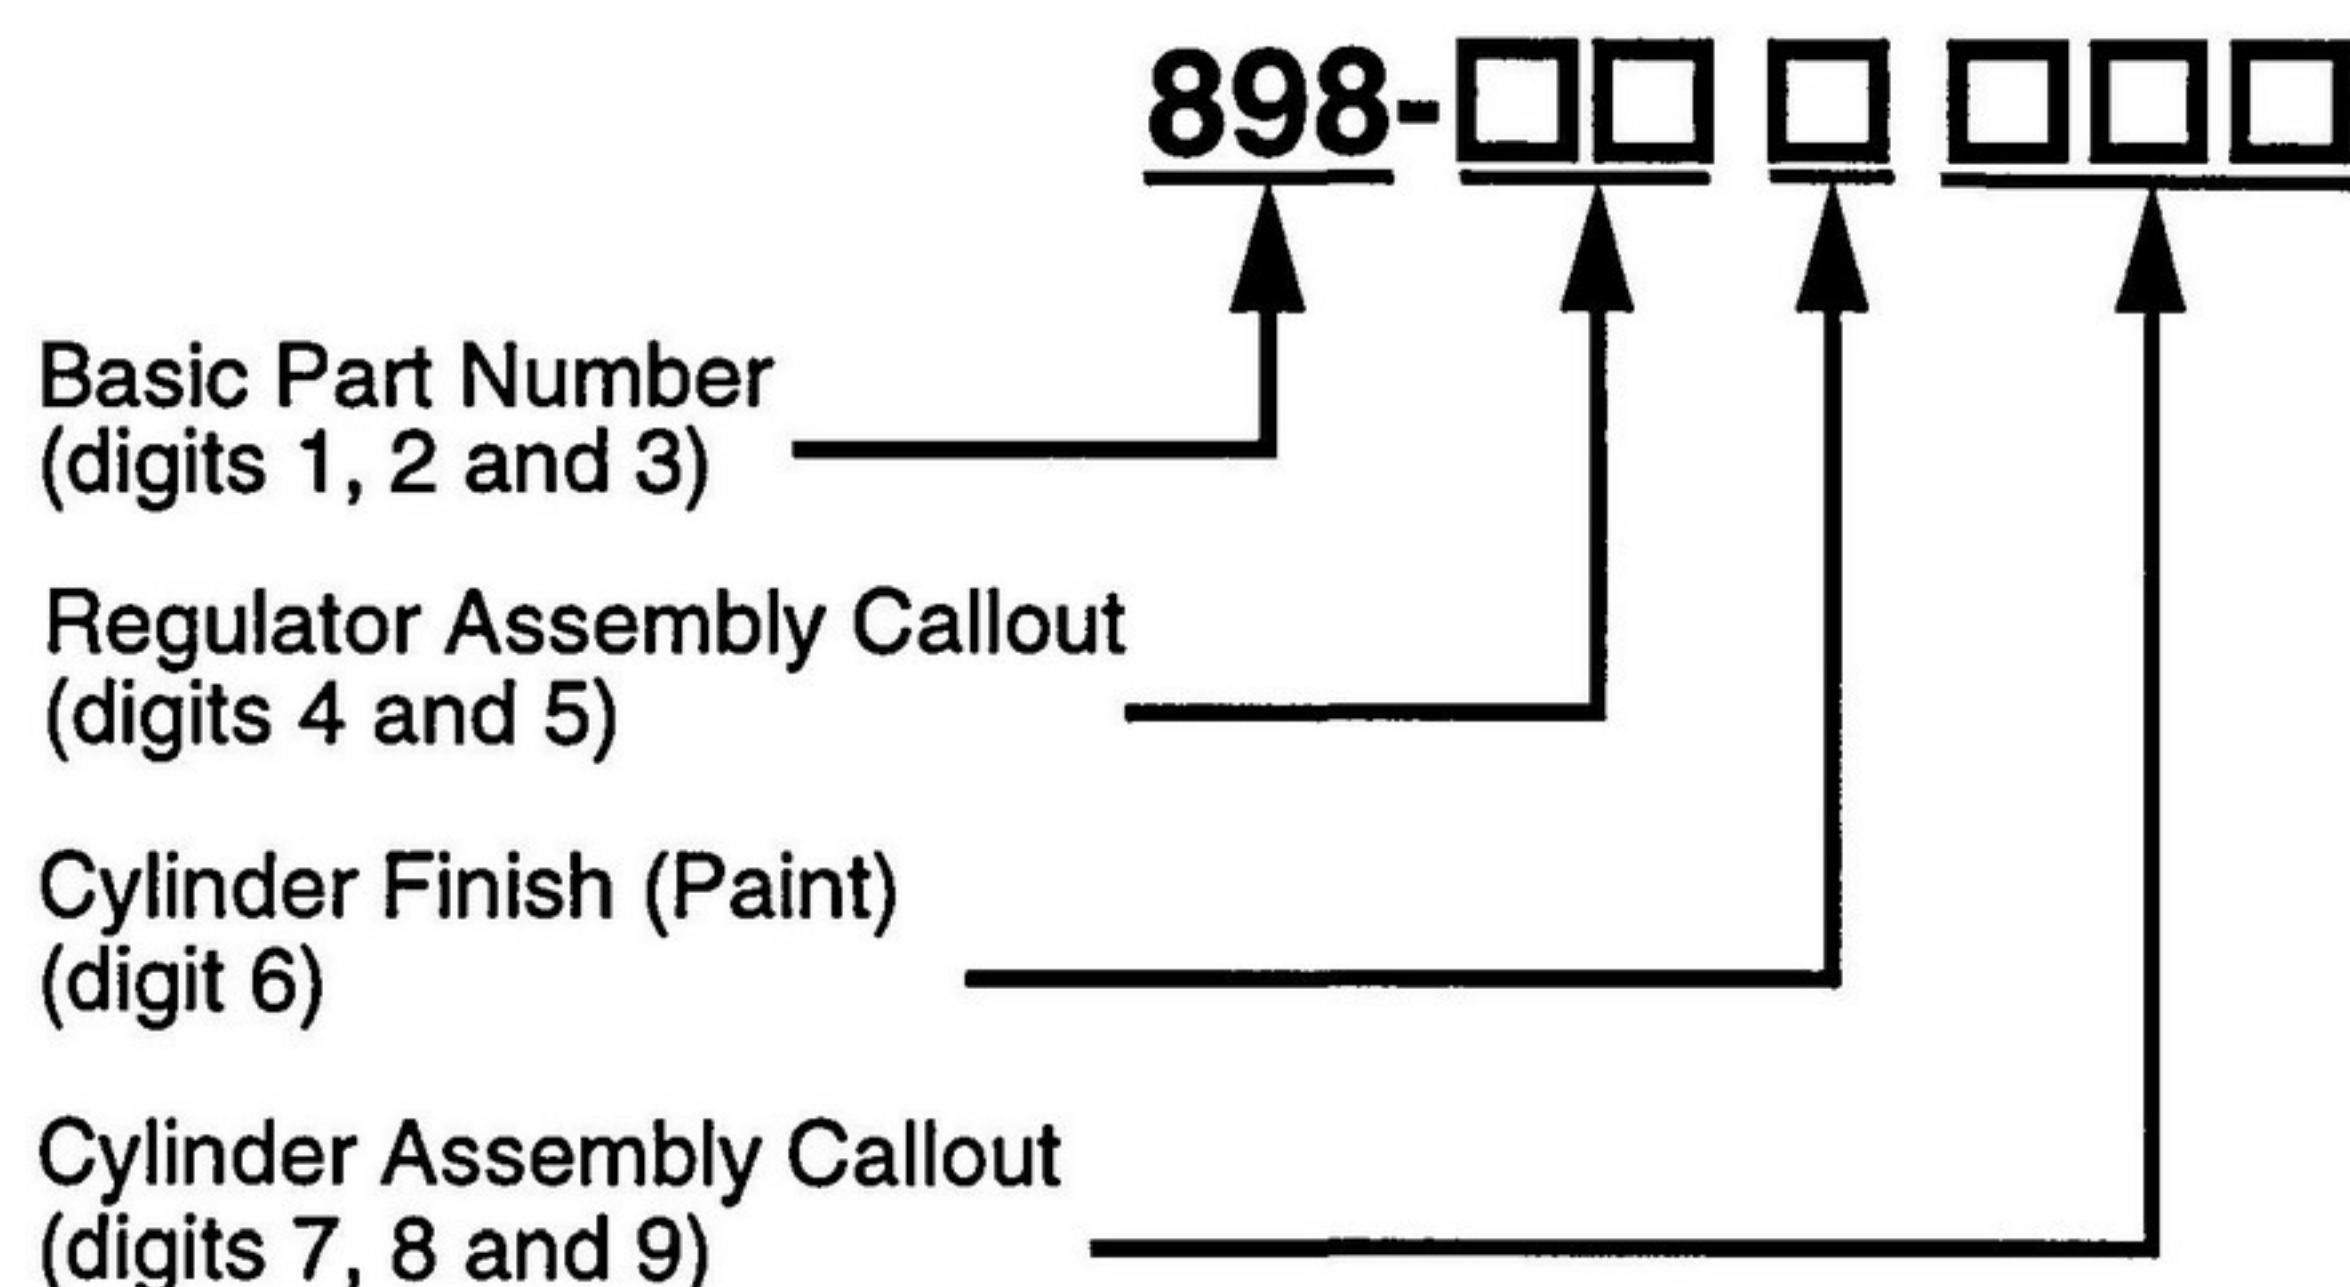 898-□□ □ □□□
Basic Part Number
(digits 1, 2 and 3)
Regulator Assembly Callout
(digits 4 and 5)
Cylinder Finish (Paint)
(digit 6)
Cylinder Assembly Callout
(digits 7, 8 and 9)